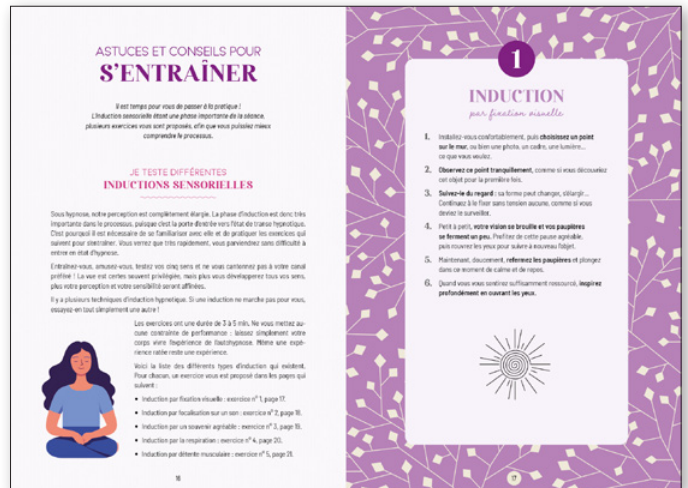 ASTUCES ET CONSEILS POUR
S'ENTRAÎNER
Il est temps pour vous de passer à la pratique !
L'induction sensorielle étant une phase importante de la séance,
plusieurs exercices vous sont proposés, afin que vous puissiez mieux
comprendre le processus.
JE TESTE DIFFÉRENTES
INDUCTIONS SENSORIELLES
Sous hypnose, notre perception est complètement élargie. La phase d'induction est donc très
importante dans le processus, puisque c'est la porte d'entrée vers l'état de transe hypnotique.
C'est pourquoi il est nécessaire de se familiariser avec elle et de pratiquer les exercices qui
suivent pour s'entraîner. Vous verrez que très rapidement, vous parviendrez sans difficulté à
entrer en état d'hypnose.
Entraînez-vous, amusez-vous, testez vos cinq sens et ne vous cantonnez pas à votre canal
préféré ! La vue est certes souvent privilégiée, mais plus vous développerez tous vos sens,
plus votre perception et votre sensibilité seront affinées.
Il y a plusieurs techniques d'induction hypnotique. Si une induction ne marche pas pour vous,
essayez-en tout simplement une autre !
Les exercices ont une durée de 3 à 5 min. Ne vous mettez au-
cune contrainte de performance : laissez simplement votre
corps vivre l'expérience de l'autohypnose. Même une expé-
rience ratée reste une expérience.
Voici la liste des différents types d'induction qui existent.
Pour chacun, un exercice vous est proposé dans les pages qui
suivent :
• Induction par fixation visuelle : exercice n° 1, page 17.
• Induction par focalisation sur un son : exercice n° 2, page 18.
• Induction par un souvenir agréable : exercice n° 3, page 19.
• Induction par la respiration : exercice n° 4, page 20.
• Induction par détente musculaire : exercice n° 5, page 21.
16
1
INDUCTION
par fixation visuelle
1. Installez-vous confortablement, puis choisissez un point
sur le mur, ou bien une photo, un cadre, une lumière...
ce que vous voulez.
2. Observez ce point tranquillement, comme si vous découvriez
cet objet pour la première fois.
3. Suivez-le du regard : sa forme peut changer, s'élargir...
Continuez à le fixer sans tension aucune, comme si vous
deviez le surveiller.
4. Petit à petit, votre vision se brouille et vos paupières
se ferment un peu. Profitez de cette pause agréable,
puis rouvrez les yeux pour suivre à nouveau l'objet.
5. Maintenant, doucement, refermez les paupières et plongez
dans ce moment de calme et de repos.
6. Quand vous vous sentirez suffisamment ressourcé, inspirez
profondément en ouvrant les yeux.
17